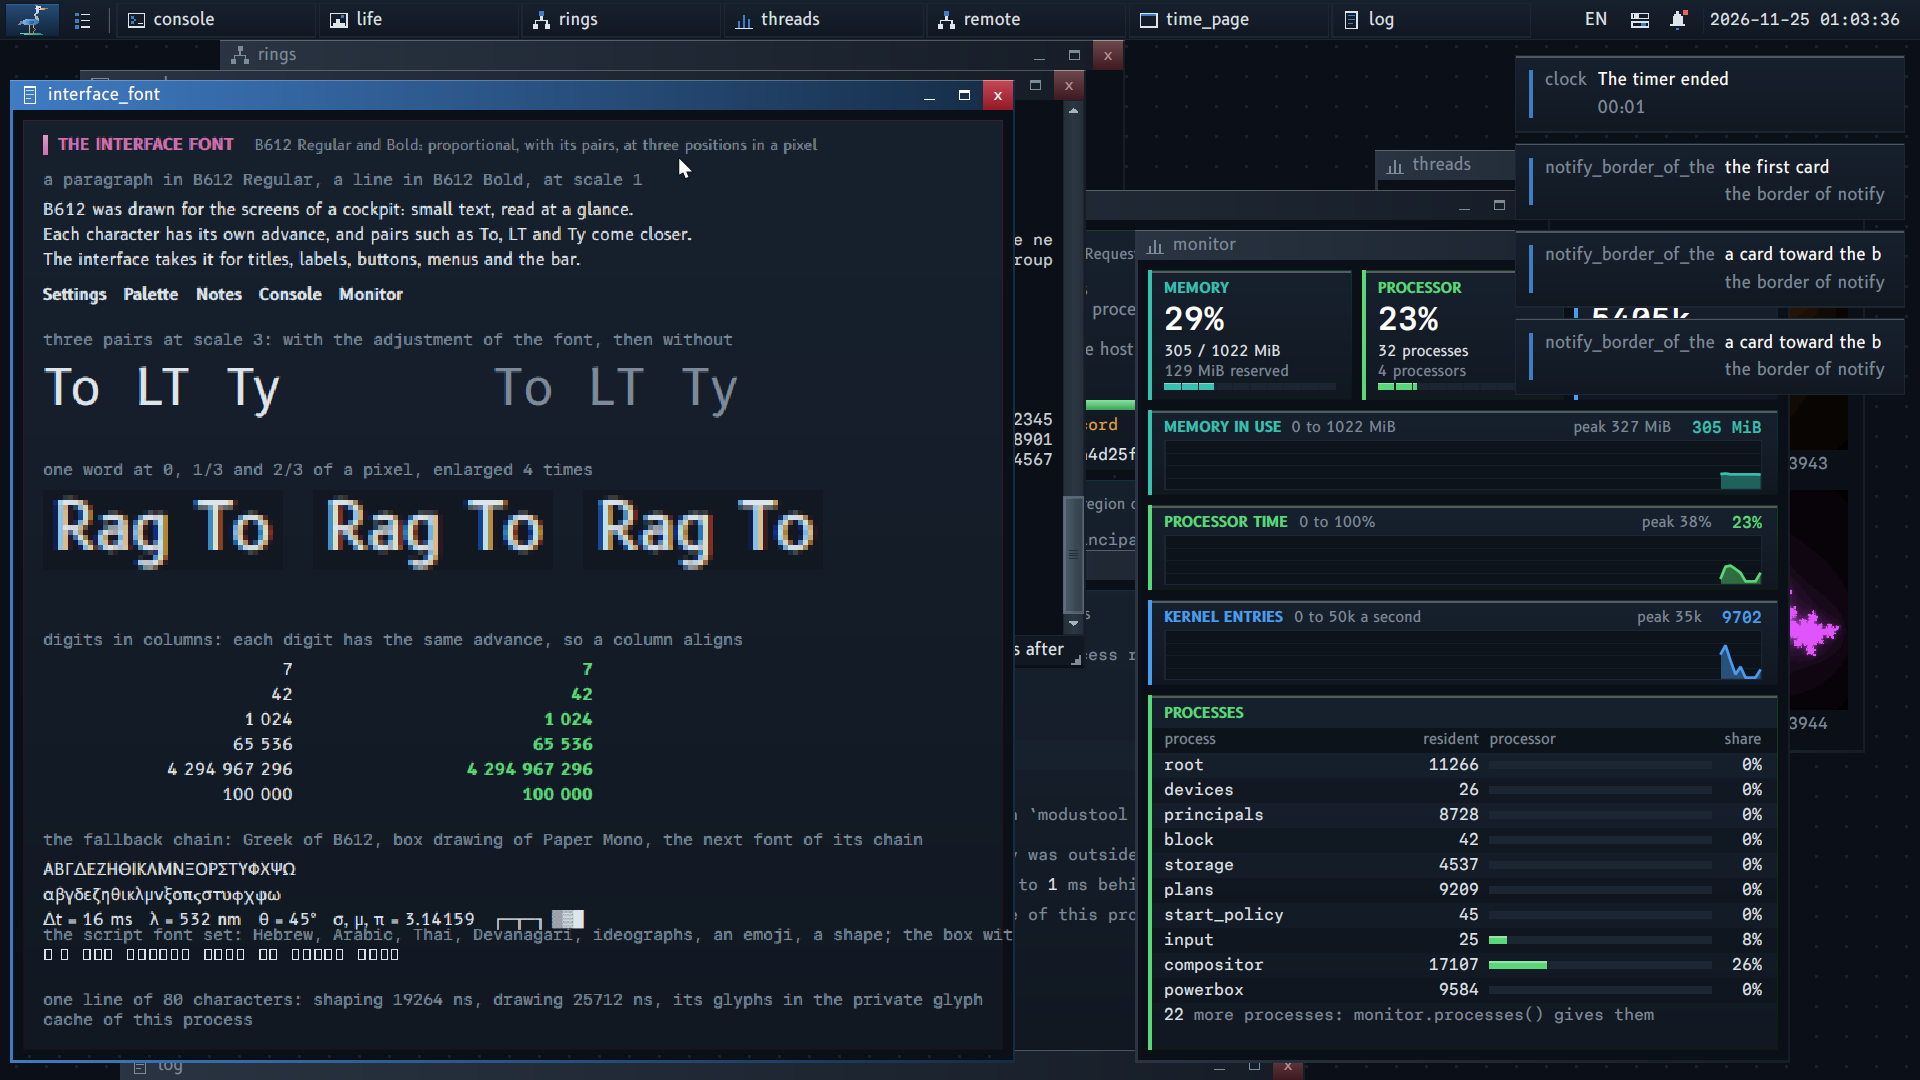 console life rings threads remote time_page log EN 2026-11-25 01:03:36
rings
interface_font
THE INTERFACE FONT B612 Regular and Bold: proportional, with its pairs, at three positions in a pixel
a paragraph in B612 Regular, a line in B612 Bold, at scale 1
B612 was drawn for the screens of a cockpit: small text, read at a glance.
Each character has its own advance, and pairs such as To, LT and Ty come closer.
The interface takes it for titles, labels, buttons, menus and the bar.
Settings Palette Notes Console Monitor
three pairs at scale 3: with the adjustment of the font, then without
To LT Ty To LT Ty
one word at 0, 1/3 and 2/3 of a pixel, enlarged 4 times
Rag To Rag To Rag To
digits in columns: each digit has the same advance, so a column aligns
7 7
42 42
1 024 1 024
65 536 65 536
4 294 967 296 4 294 967 296
100 000 100 000
the fallback chain: Greek of B612, box drawing of Paper Mono, the next font of its chain
ΑΒΓΔΕΖΗΘΙΚΛΜΝΞΟΡΣΤΥΦΧΨΩ
αβγδεζηθικλμνξοπςστυφχψω
Δt = 16 ms λ = 532 nm θ = 45° σ, μ, π = 3.14159
the script font set: Hebrew, Arabic, Thai, Devanagari, ideographs, an emoji, a shape; the box wit
one line of 80 characters: shaping 19264 ns, drawing 25712 ns, its glyphs in the private glyph
cache of this process
e ne
roup
2345
8901
4567
s after
Reques
proce
e host
cord
4d25f
egion
ncipa
ess r
`modustool
was outside
to 1 ms behi
e of this pro
threads
clock The timer ended
00:01
notify_border_of_the the first card
the border of notify
notify_border_of_the a card toward the b
the border of notify
notify_border_of_the a card toward the b
the border of notify
monitor
MEMORY
29%
305 / 1022 MiB
129 MiB reserved
PROCESSOR
23%
32 processes
4 processors
5405k
MEMORY IN USE 0 to 1022 MiB peak 327 MiB 305 MiB
PROCESSOR TIME 0 to 100% peak 38% 23%
KERNEL ENTRIES 0 to 50k a second peak 35k 9702
PROCESSES
process resident processor share
root 11266 0%
devices 26 0%
principals 8728 0%
block 42 0%
storage 4537 0%
plans 9209 0%
start_policy 45 0%
input 25 8%
compositor 17107 26%
powerbox 9584 0%
22 more processes: monitor.processes() gives them
3943
3944
log